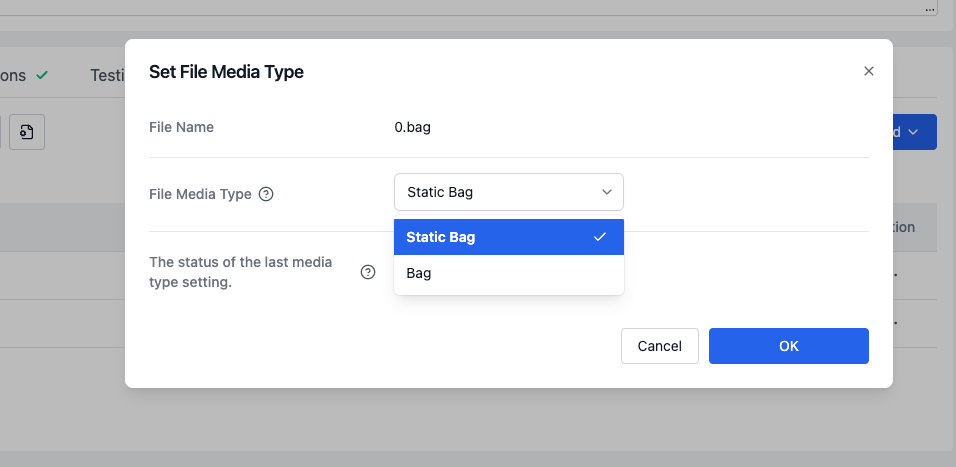 ...
ons
Testi
Set File Media Type
File Name
0.bag
d
File Media Type
Static Bag
Static Bag
Bag
tion
The status of the last media
type setting.
Cancel
OK